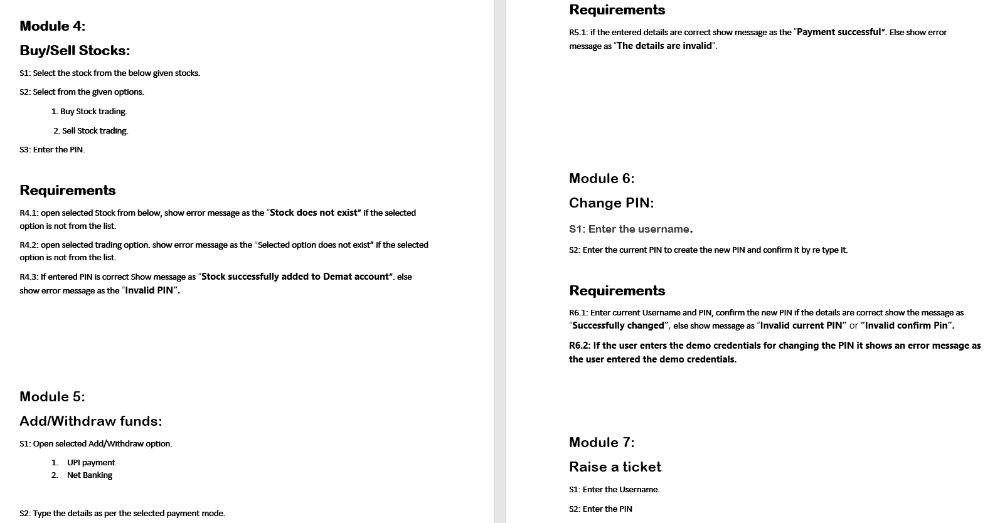 Module 4:
Buy/Sell Stocks:
S1: Select the stock from the below given stocks.
S2: Select from the given options.
1. Buy Stock trading.
2. Sell Stock trading.
S3: Enter the PIN.
Requirements
R4.1: open selected Stock from below, show error message as the “Stock does not exist” if the selected
option is not from the list.
R4.2: open selected trading option. show error message as the “Selected option does not exist” if the selected
option is not from the list.
R4.3: If entered PIN is correct Show message as “Stock successfully added to Demat account”. else
show error message as the “Invalid PIN”.
Module 5:
Add/Withdraw funds:
S1: Open selected Add/Withdraw option.
1. UPI payment
2. Net Banking
S2: Type the details as per the selected payment mode.
Requirements
R5.1: if the entered details are correct show message as the “Payment successful”. Else show error
message as “The details are invalid”.
Module 6:
Change PIN:
S1: Enter the username.
S2: Enter the current PIN to create the new PIN and confirm it by re type it.
Requirements
R6.1: Enter current Username and PIN, confirm the new PIN if the details are correct show the message as
“Successfully changed”, else show message as “Invalid current PIN” or “Invalid confirm Pin”.
R6.2: If the user enters the demo credentials for changing the PIN it shows an error message as
the user entered the demo credentials.
Module 7:
Raise a ticket
S1: Enter the Username.
S2: Enter the PIN